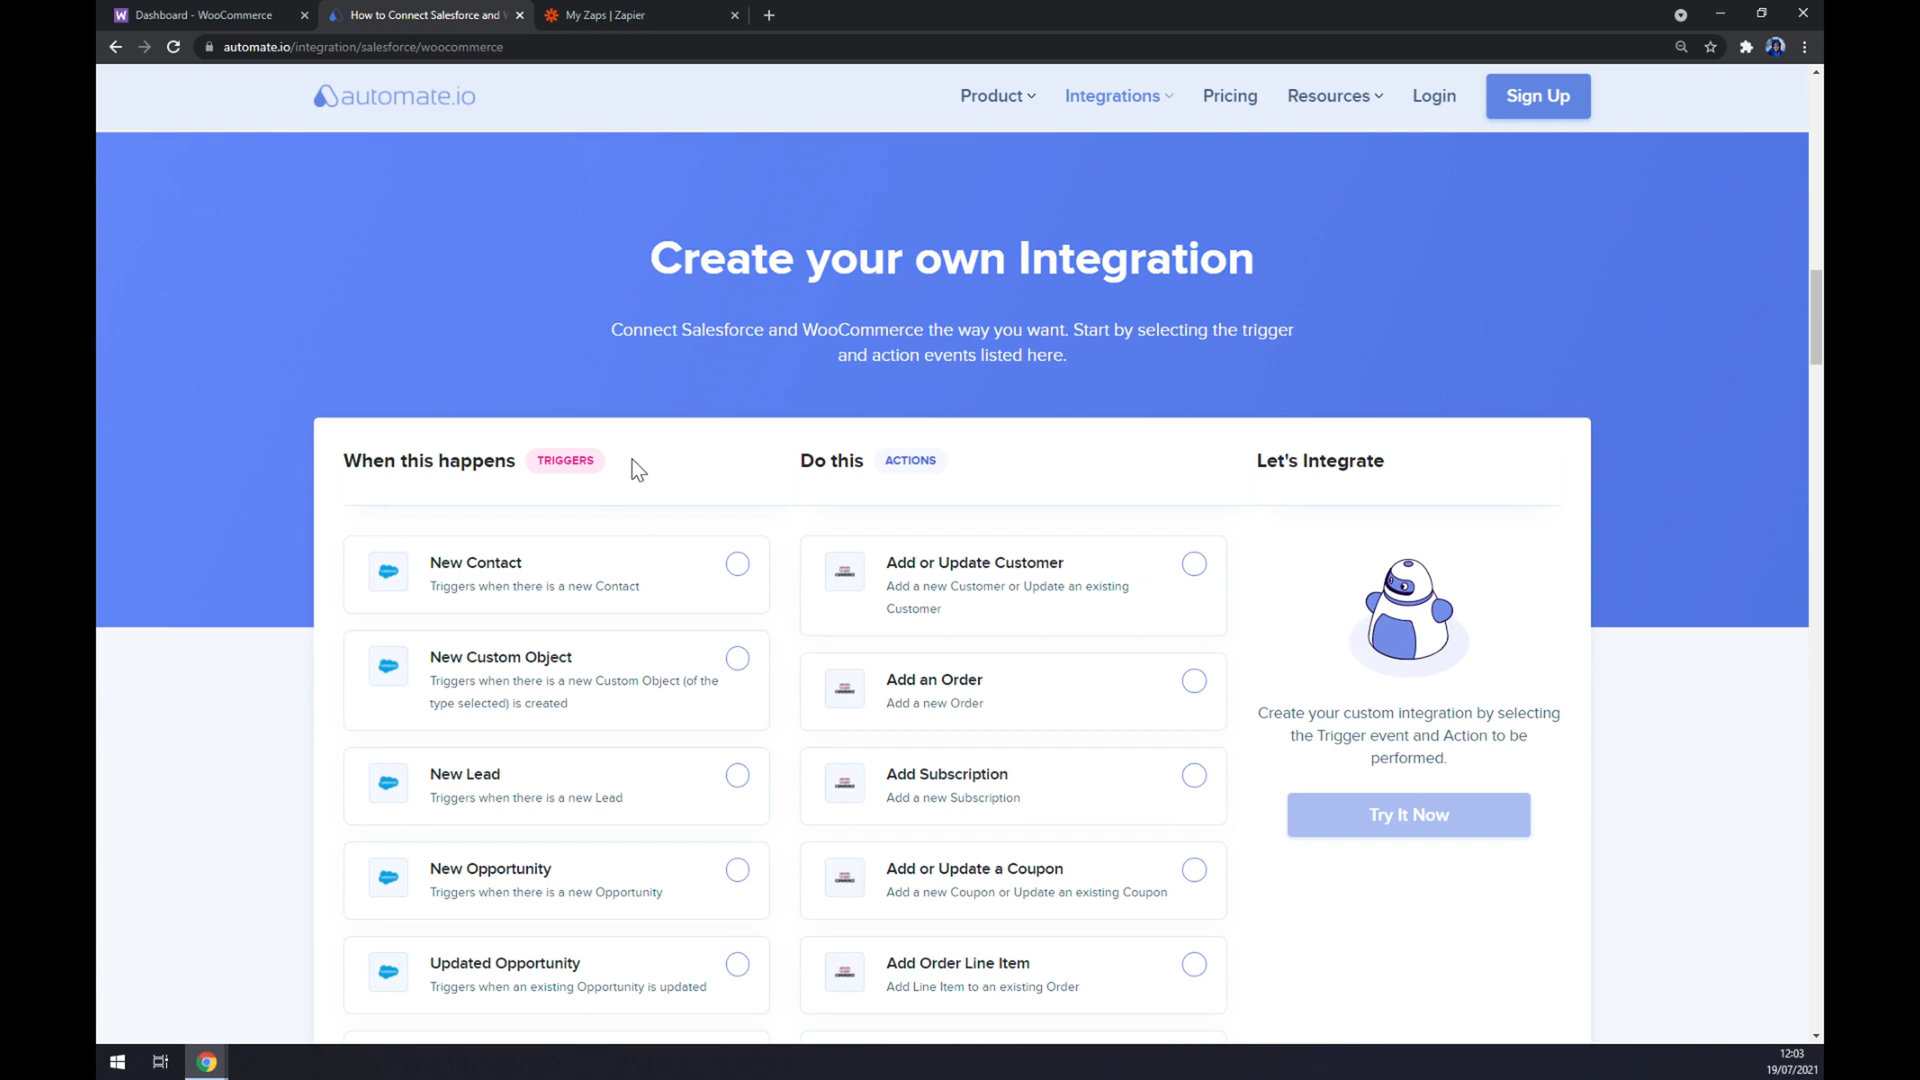 Dashboard - WooCommerce
How to Connect Salesforce and
My Zaps | Zapier
automate.io/integration/salesforce/woocommerce
automate.io
Product
Integrations
Pricing
Resources
Login
Sign Up
Create your own Integration
Connect Salesforce and WooCommerce the way you want. Start by selecting the trigger
and action events listed here.
When this happens TRIGGERS
Do this ACTIONS
Let's Integrate
New Contact
Triggers when there is a new Contact
New Custom Object
Triggers when there is a new Custom Object (of the
type selected) is created
New Lead
Triggers when there is a new Lead
New Opportunity
Triggers when there is a new Opportunity
Updated Opportunity
Triggers when an existing Opportunity is updated
Add or Update Customer
Add a new Customer or Update an existing
Customer
Add an Order
Add a new Order
Add Subscription
Add a new Subscription
Add or Update a Coupon
Add a new Coupon or Update an existing Coupon
Add Order Line Item
Add Line Item to an existing Order
Create your custom integration by selecting
the Trigger event and Action to be
performed.
Try It Now
12:03
19/07/2021